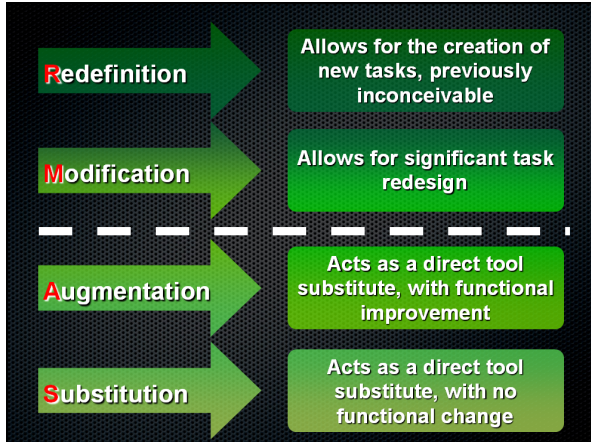 Redefinition
Allows for the creation of
new tasks, previously
inconceivable
Modification
Allows for significant task
redesign
Augmentation
Acts as a direct tool
substitute, with functional
improvement
Substitution
Acts as a direct tool
substitute, with no
functional change